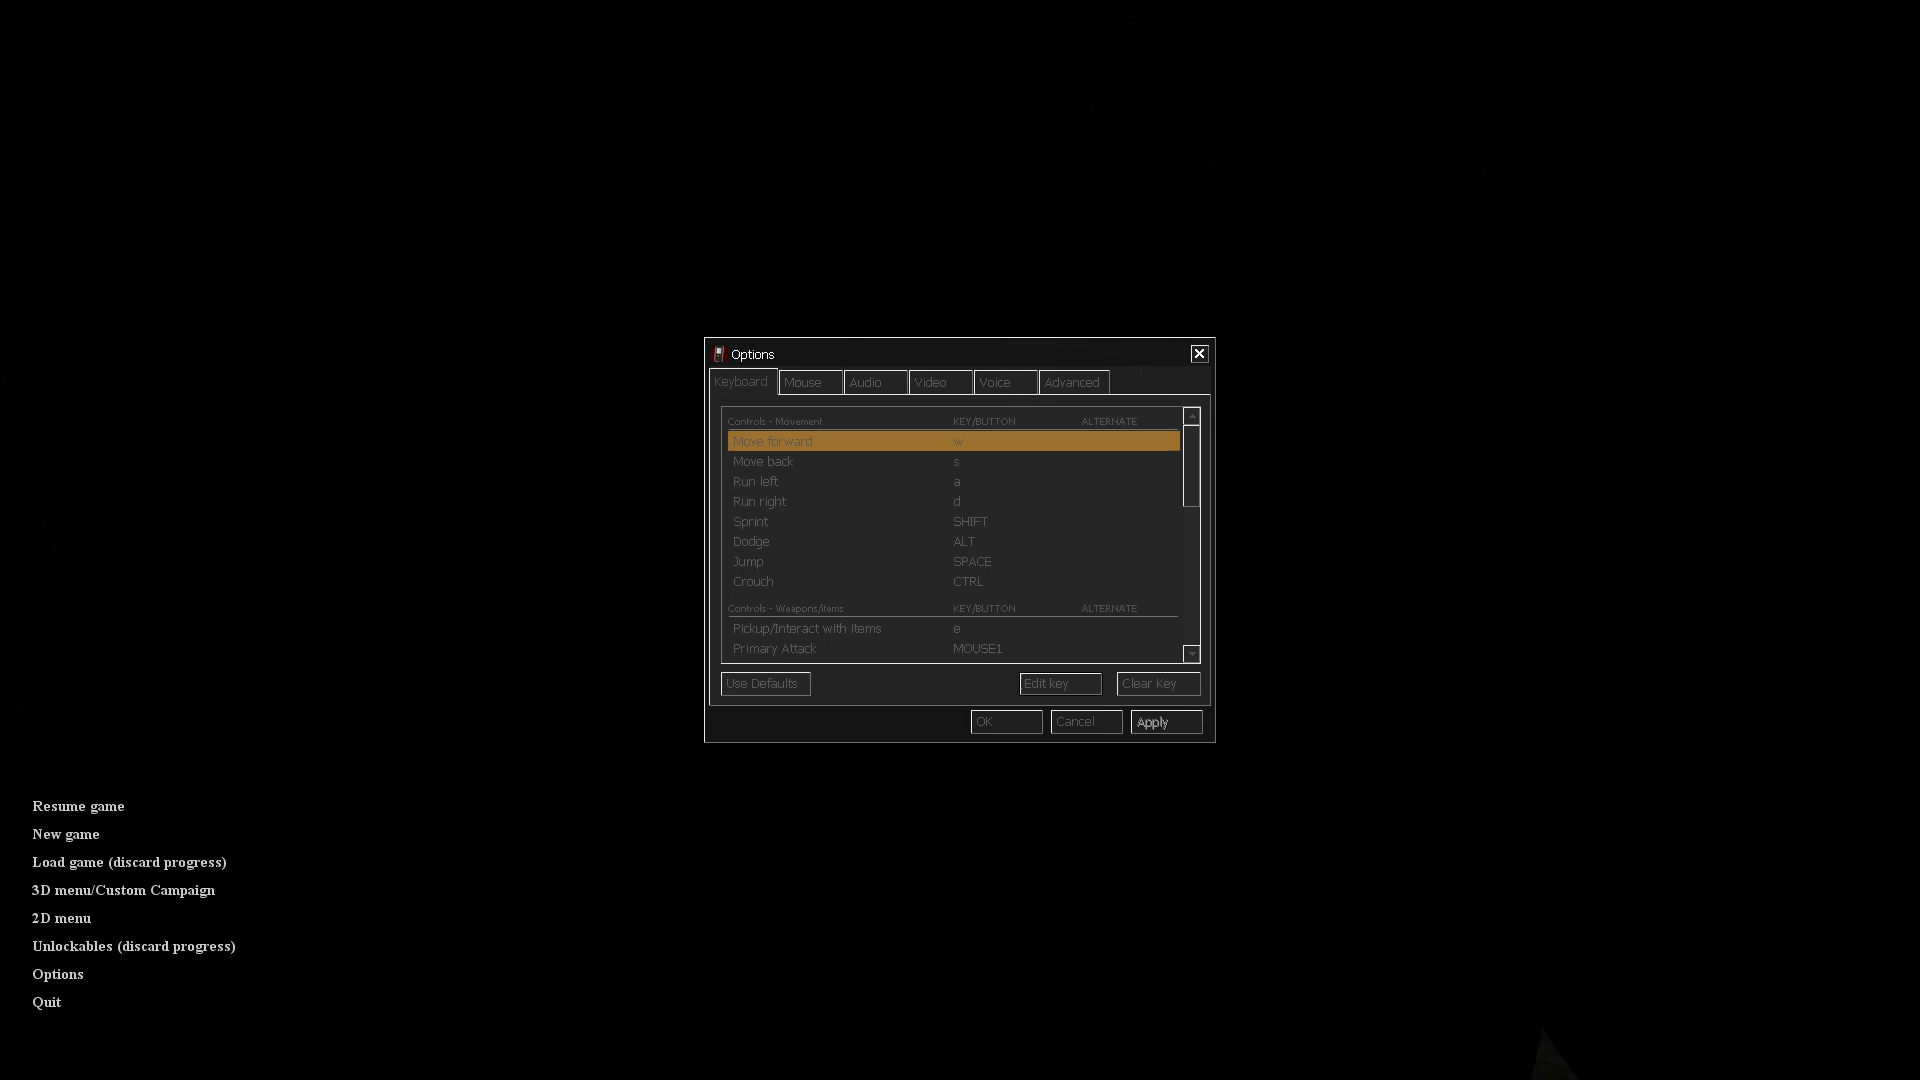 Options
Keyboard Mouse Audio Video Voice Advanced
Controls - Movement KEY/BUTTON ALTERNATE
Move forward w
Move back s
Run left a
Run right d
Sprint SHIFT
Dodge ALT
Jump SPACE
Crouch CTRL
Controls - Weapons/items KEY/BUTTON ALTERNATE
Pickup/Interact with items e
Primary Attack MOUSE1
Use Defaults Edit key Clear Key
OK Cancel Apply
Resume game
New game
Load game (discard progress)
3D menu/Custom Campaign
2D menu
Unlockables (discard progress)
Options
Quit